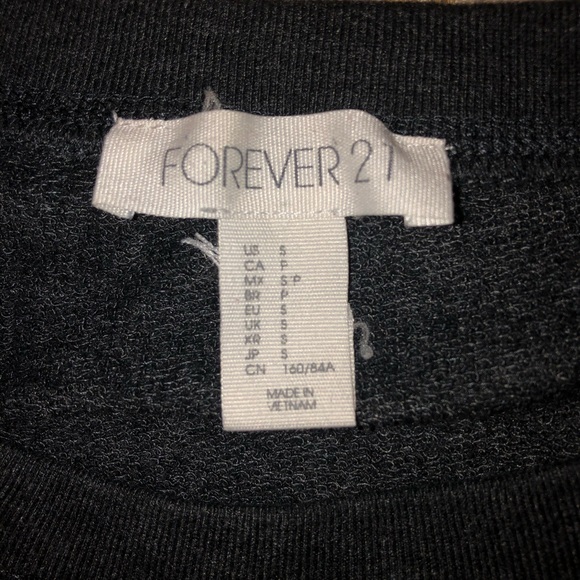 FOREVER 21
US S
CA P
MX S P
BR P
EU S
UK S
KR S
JP S
CN 160/84A
MADE IN
VIETNAM